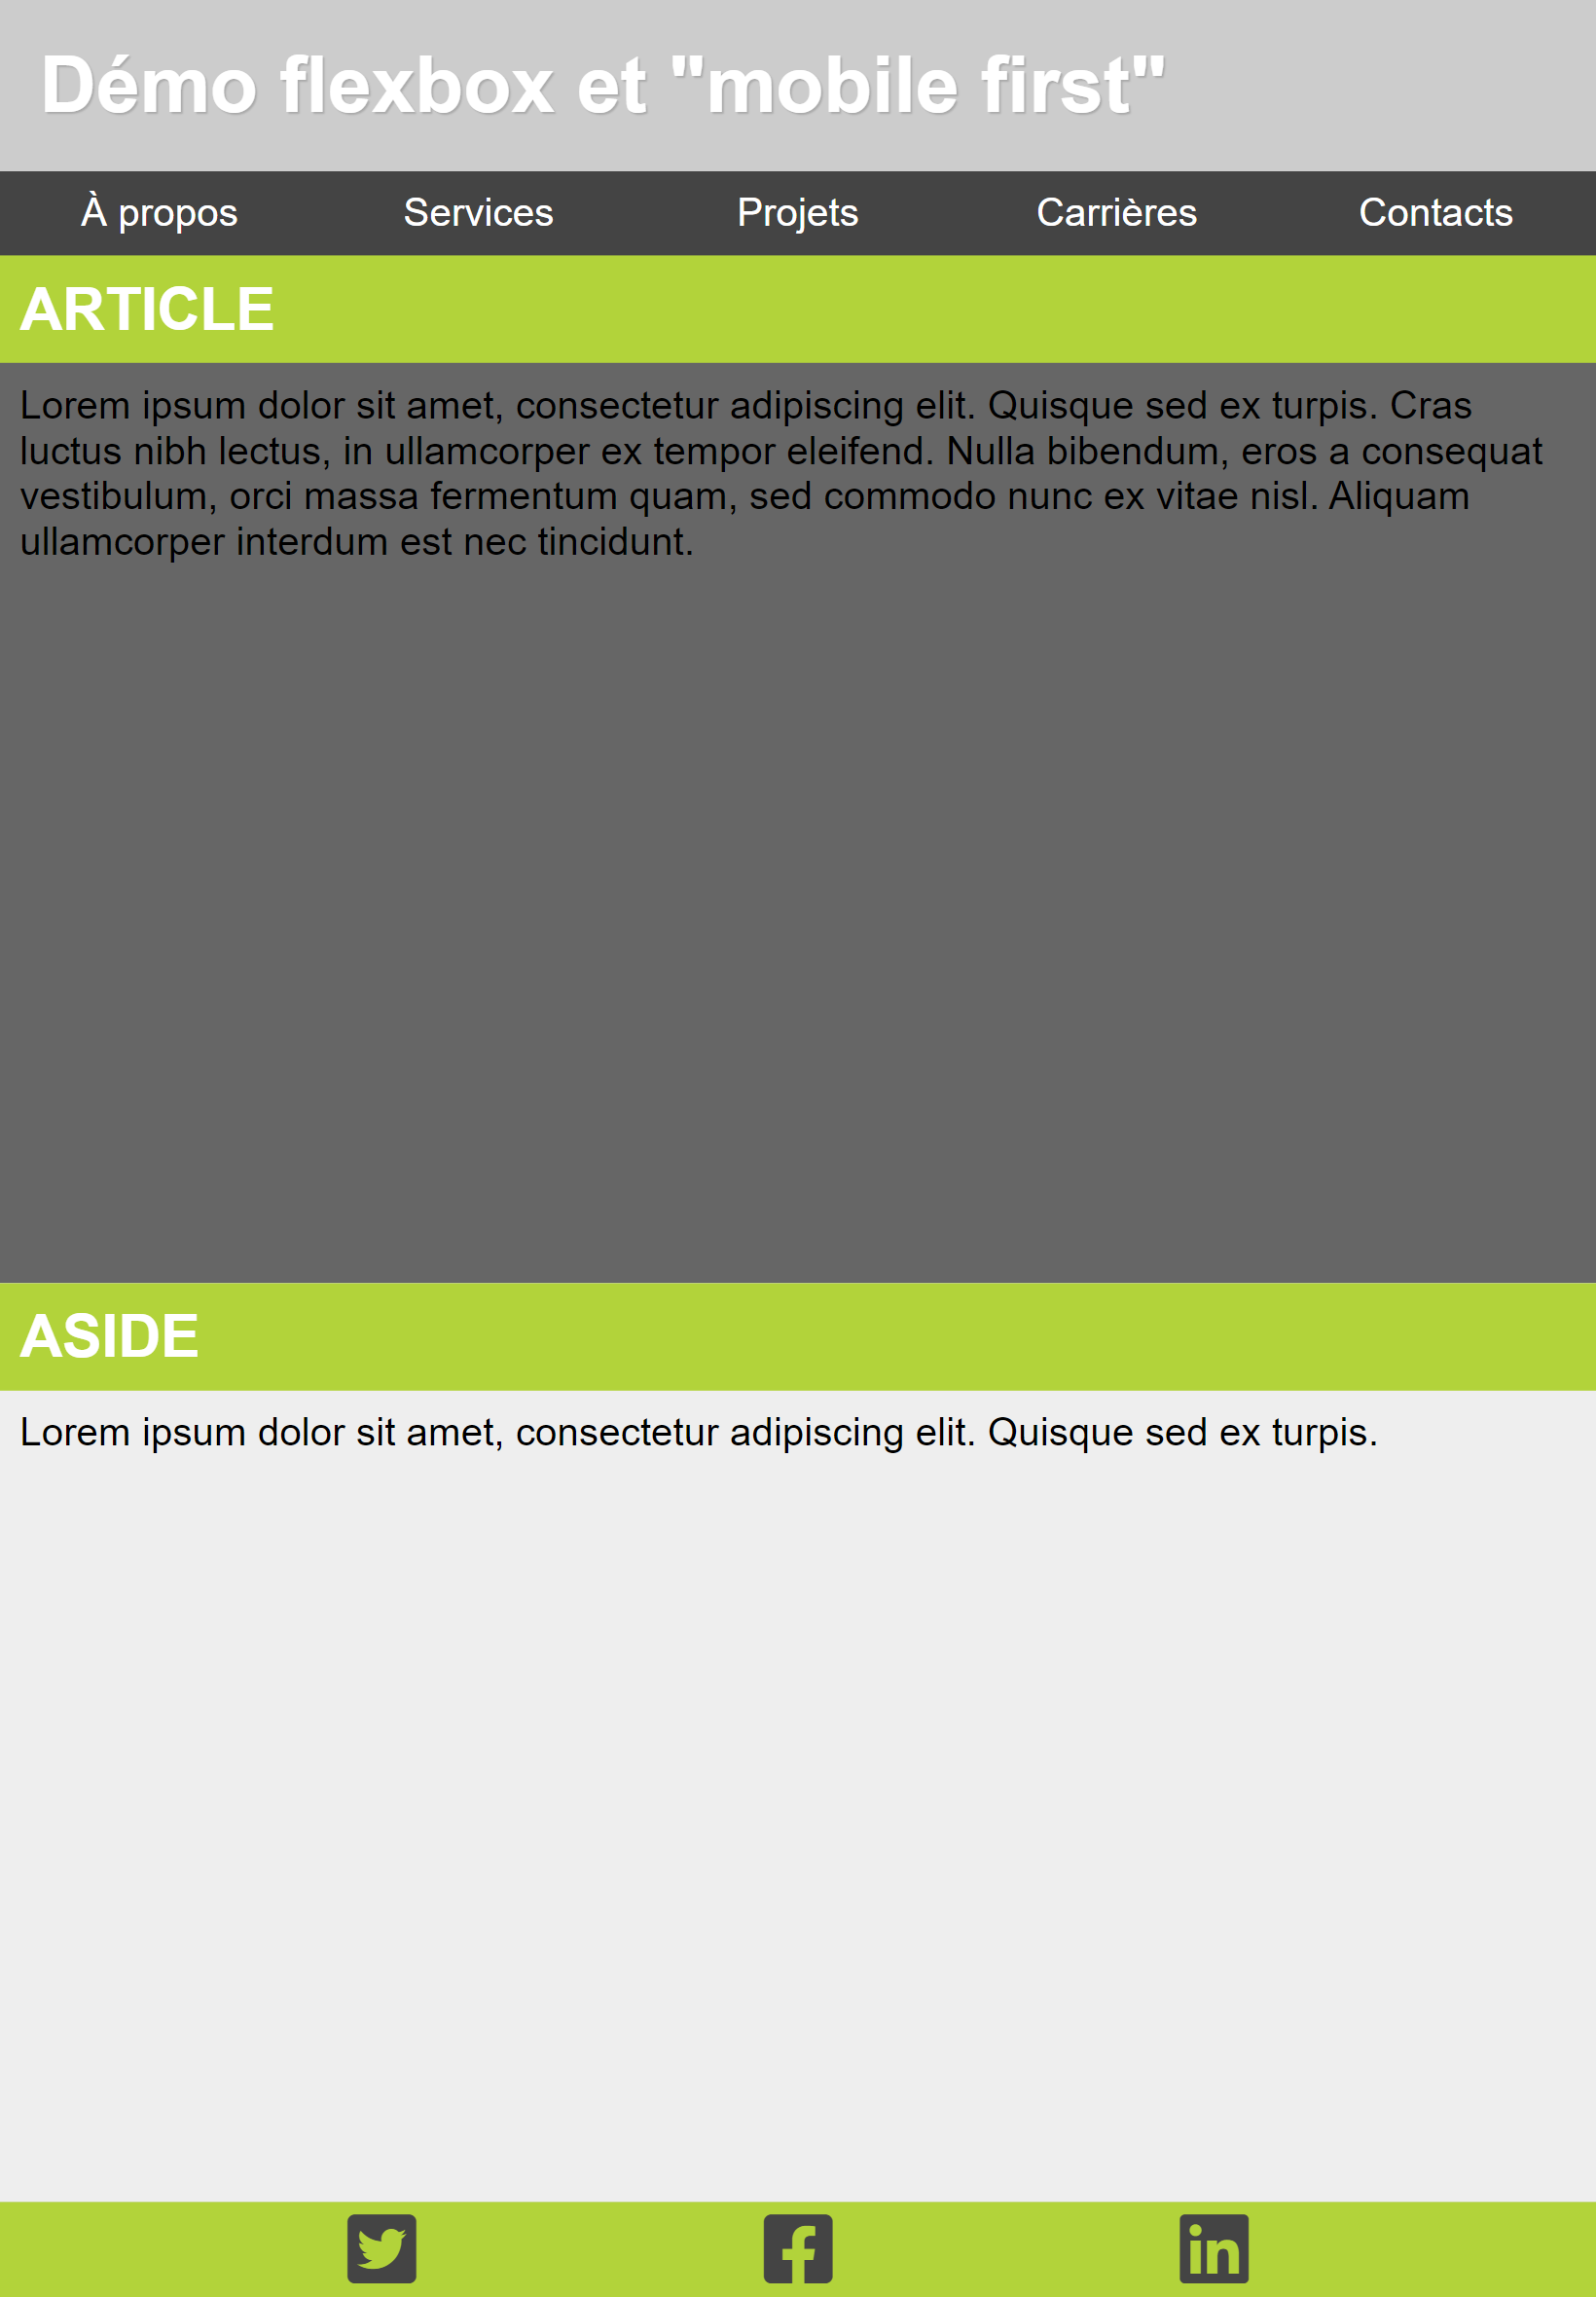 Démo flexbox et "mobile first"
À propos Services Projets Carrières Contacts
ARTICLE
Lorem ipsum dolor sit amet, consectetur adipiscing elit. Quisque sed ex turpis. Cras
luctus nibh lectus, in ullamcorper ex tempor eleifend. Nulla bibendum, eros a consequat
vestibulum, orci massa fermentum quam, sed commodo nunc ex vitae nisl. Aliquam
ullamcorper interdum est nec tincidunt.
ASIDE
Lorem ipsum dolor sit amet, consectetur adipiscing elit. Quisque sed ex turpis.